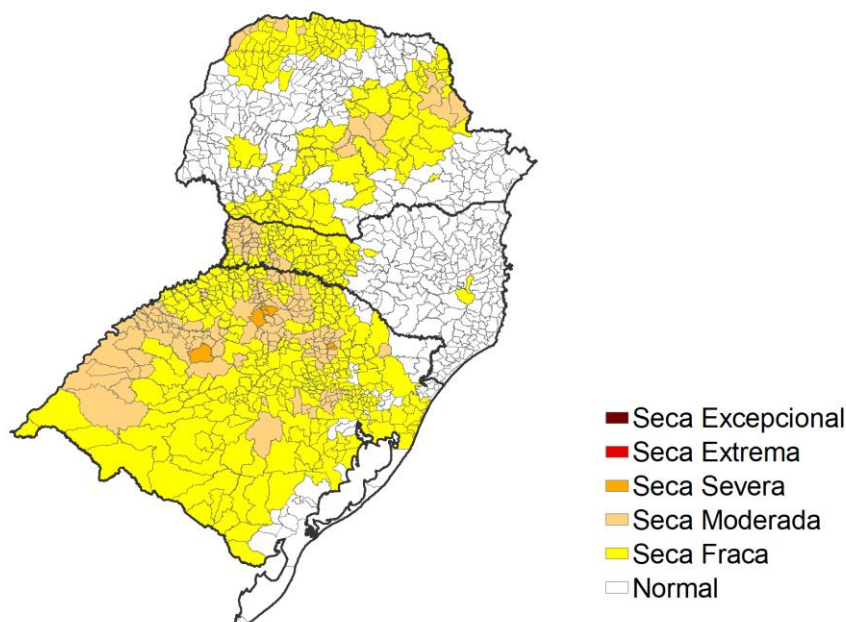 Seca Excepcional
Seca Extrema
Seca Severa
Seca Moderada
Seca Fraca
Normal